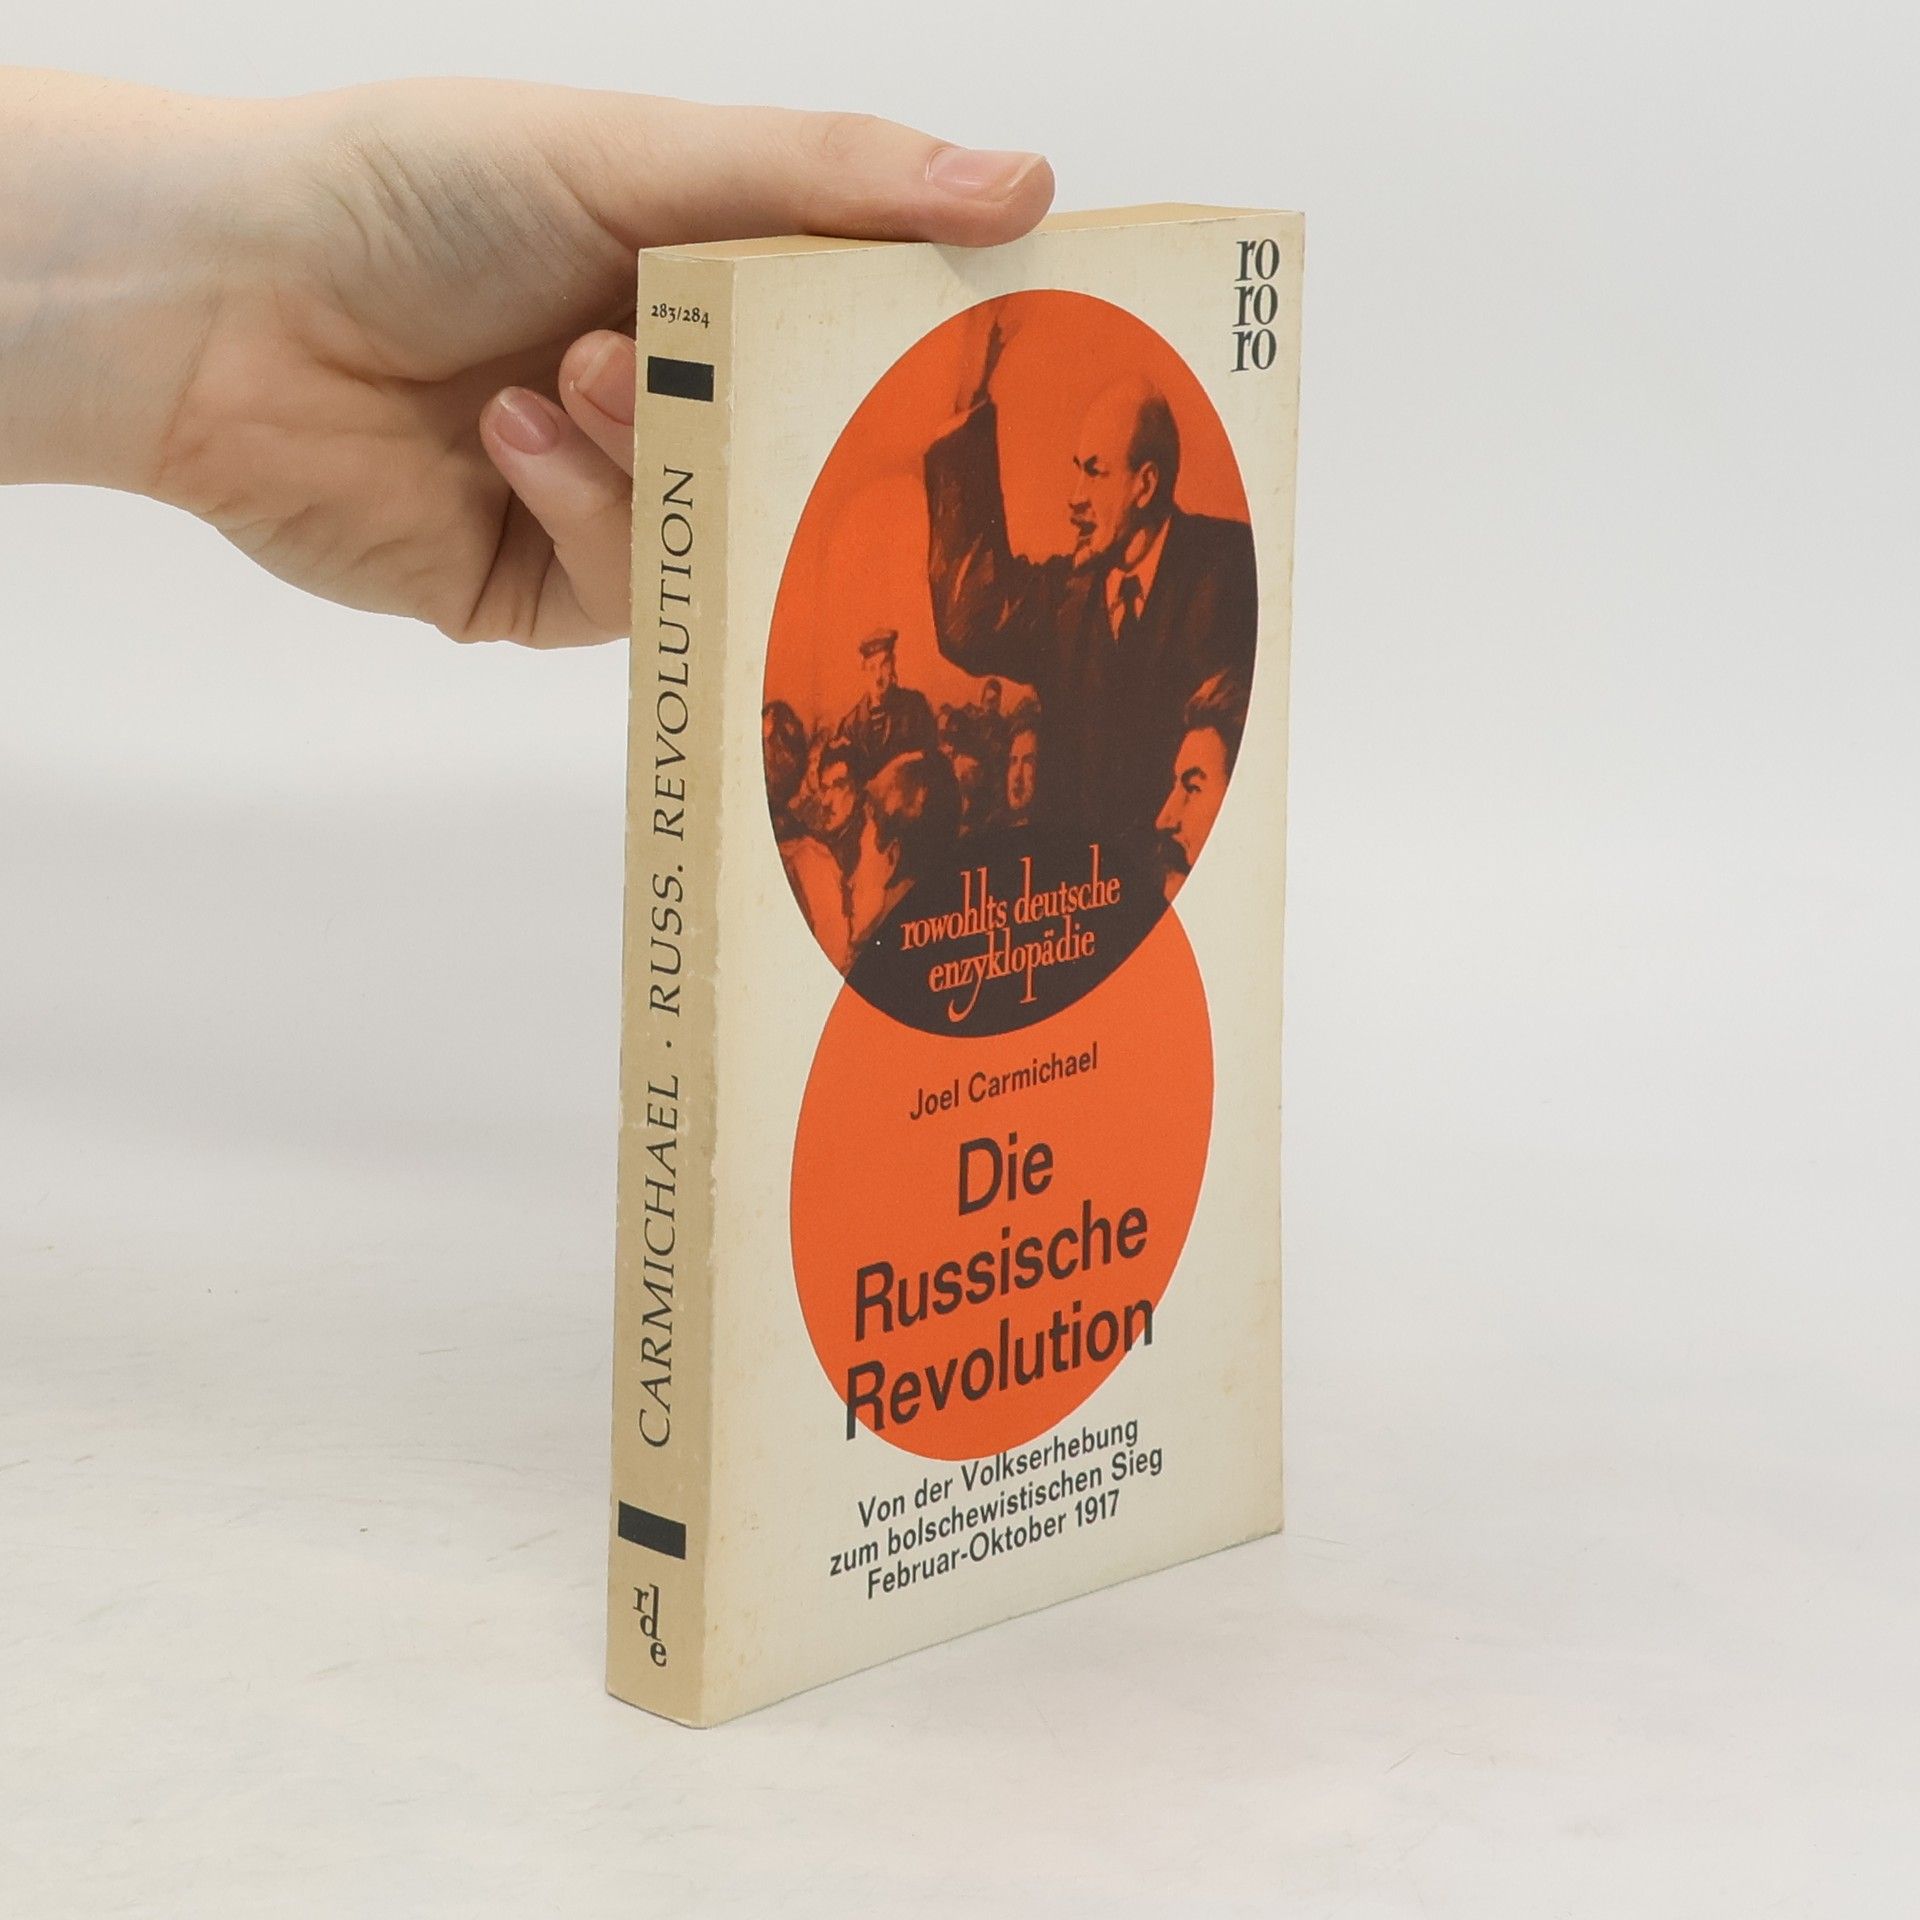 283/284
CARMICHAEL · RUSS. REVOLUTION
rde
ro
ro
ro
rowohlts deutsche
enzyklopädie
Joel Carmichael
Die
Russische
Revolution
Von der Volkserhebung
zum bolschewistischen Sieg
Februar-Oktober 1917